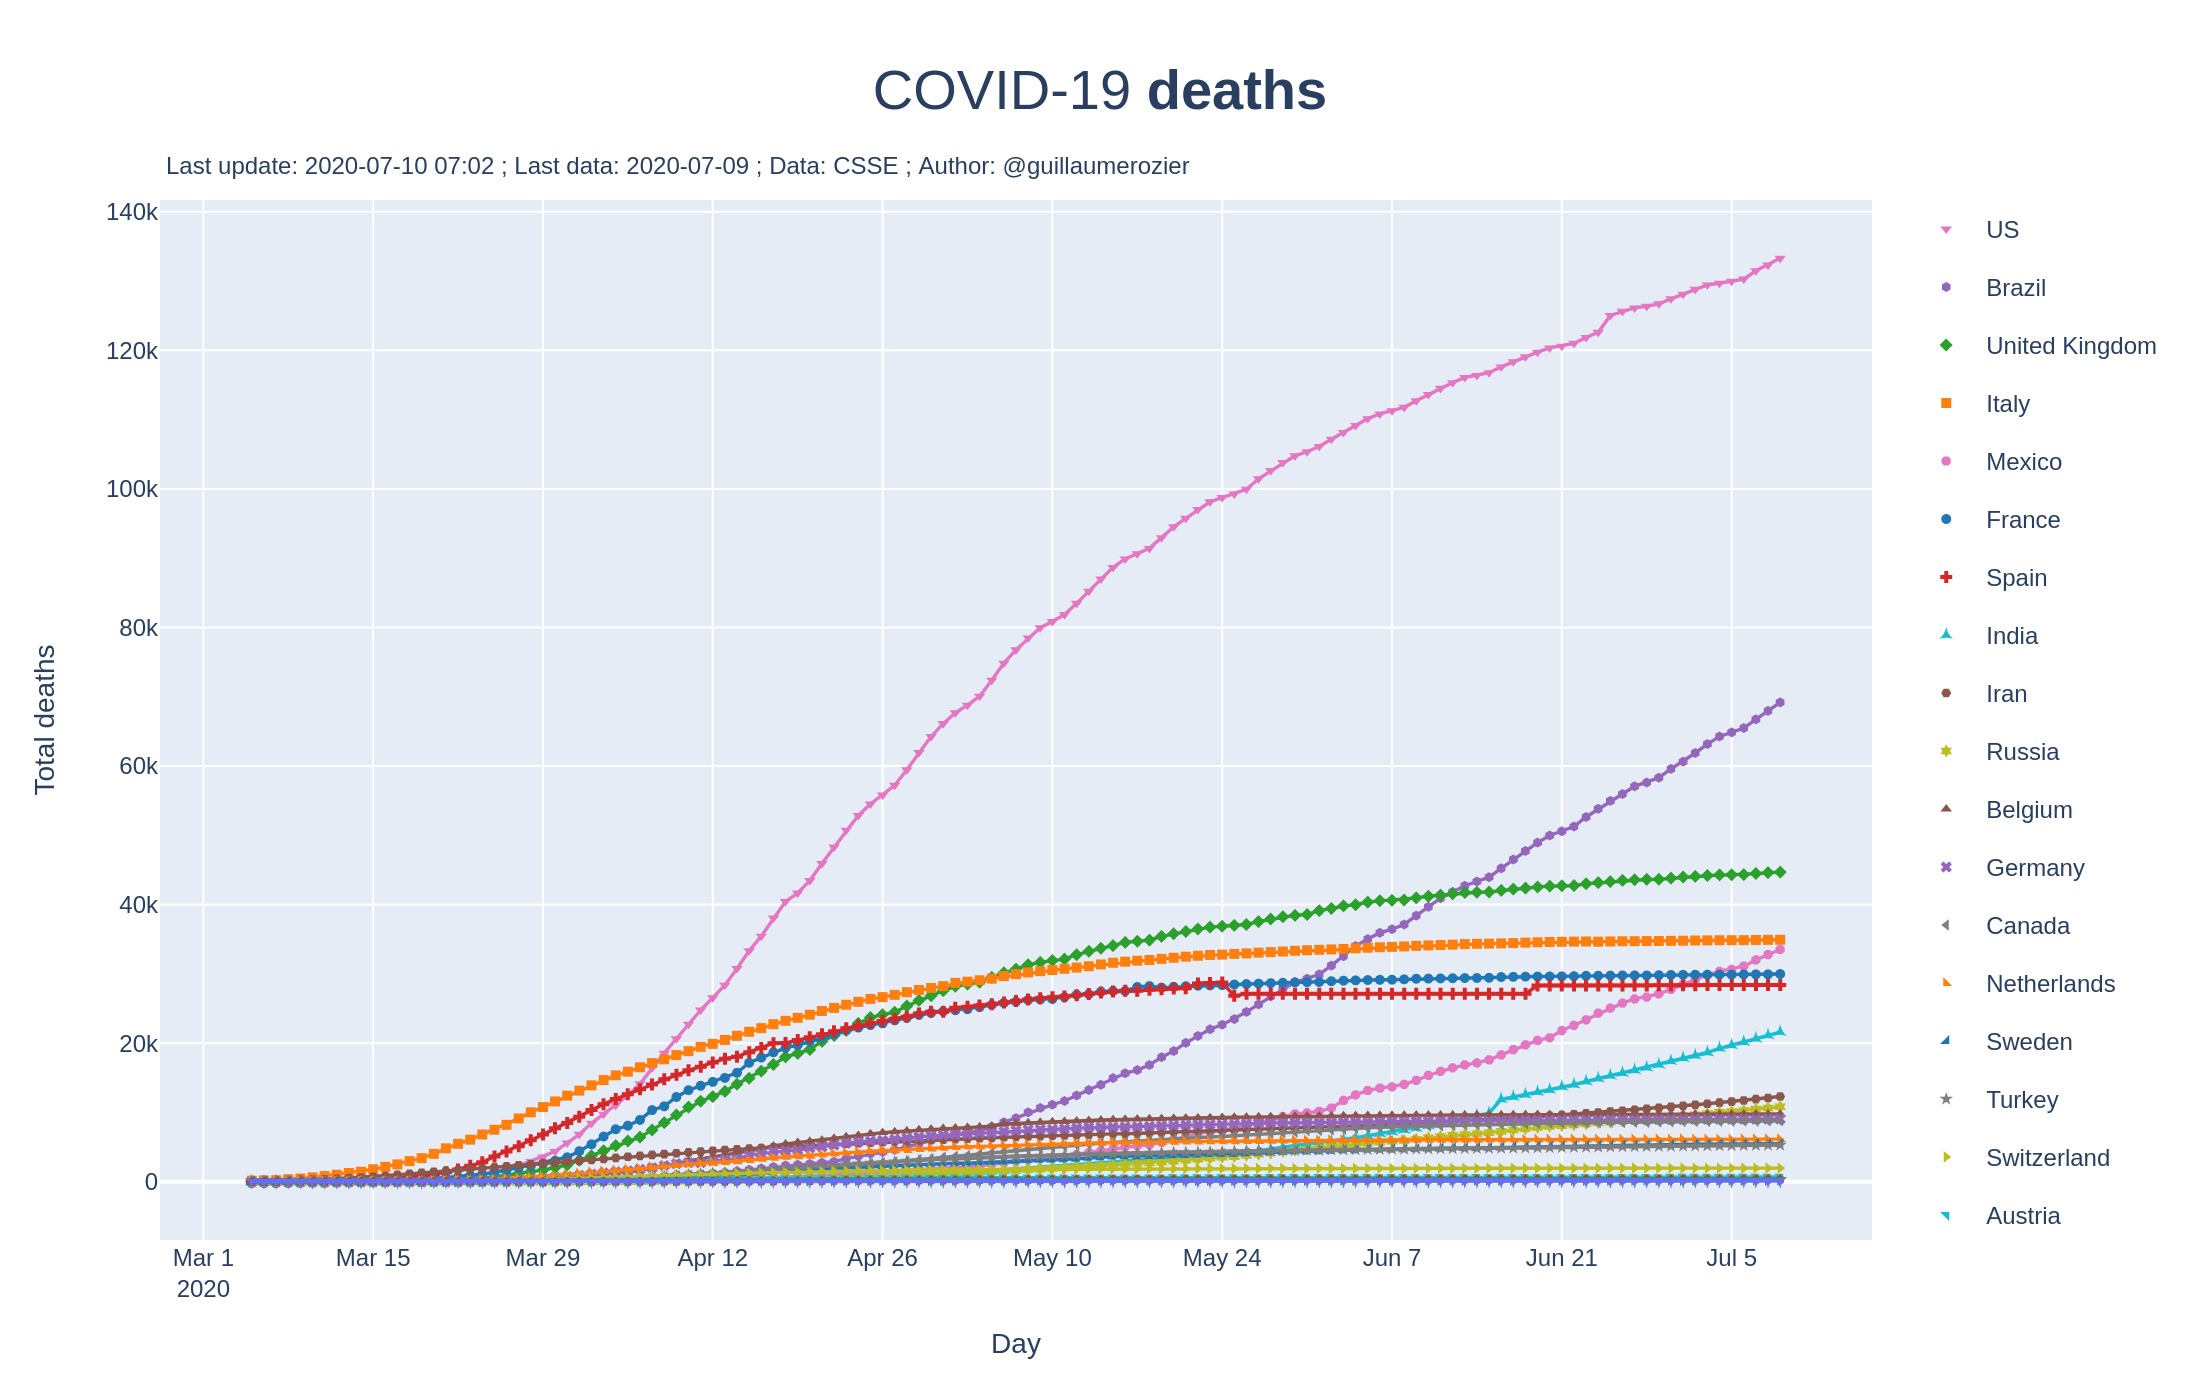 COVID-19 deaths
Last update: 2020-07-10 07:02 ; Last data: 2020-07-09 ; Data: CSSE ; Author: @guillaumerozier
140k
120k
100k
80k
60k
40k
20k
0
Total deaths
Mar 1
2020
Mar 15
Mar 29
Apr 12
Apr 26
May 10
May 24
Jun 7
Jun 21
Jul 5
Day
US
Brazil
United Kingdom
Italy
Mexico
France
Spain
India
Iran
Russia
Belgium
Germany
Canada
Netherlands
Sweden
Turkey
Switzerland
Austria